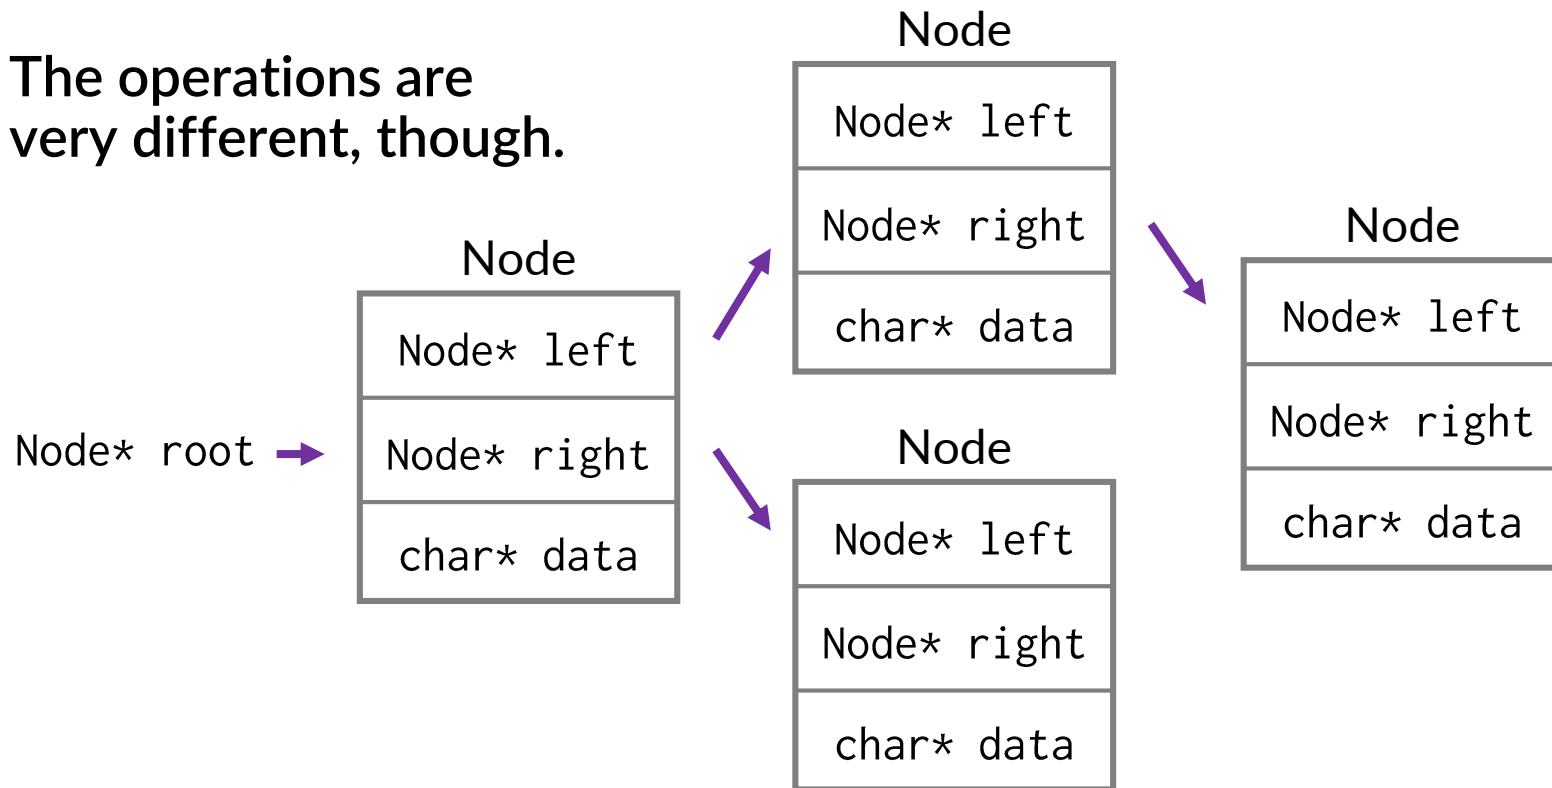 The operations are
very different, though.
Node* root
Node
Node* left
Node* right
char* data
Node
Node* left
Node* right
char* data
Node
Node* left
Node* right
char* data
Node
Node* left
Node* right
char* data